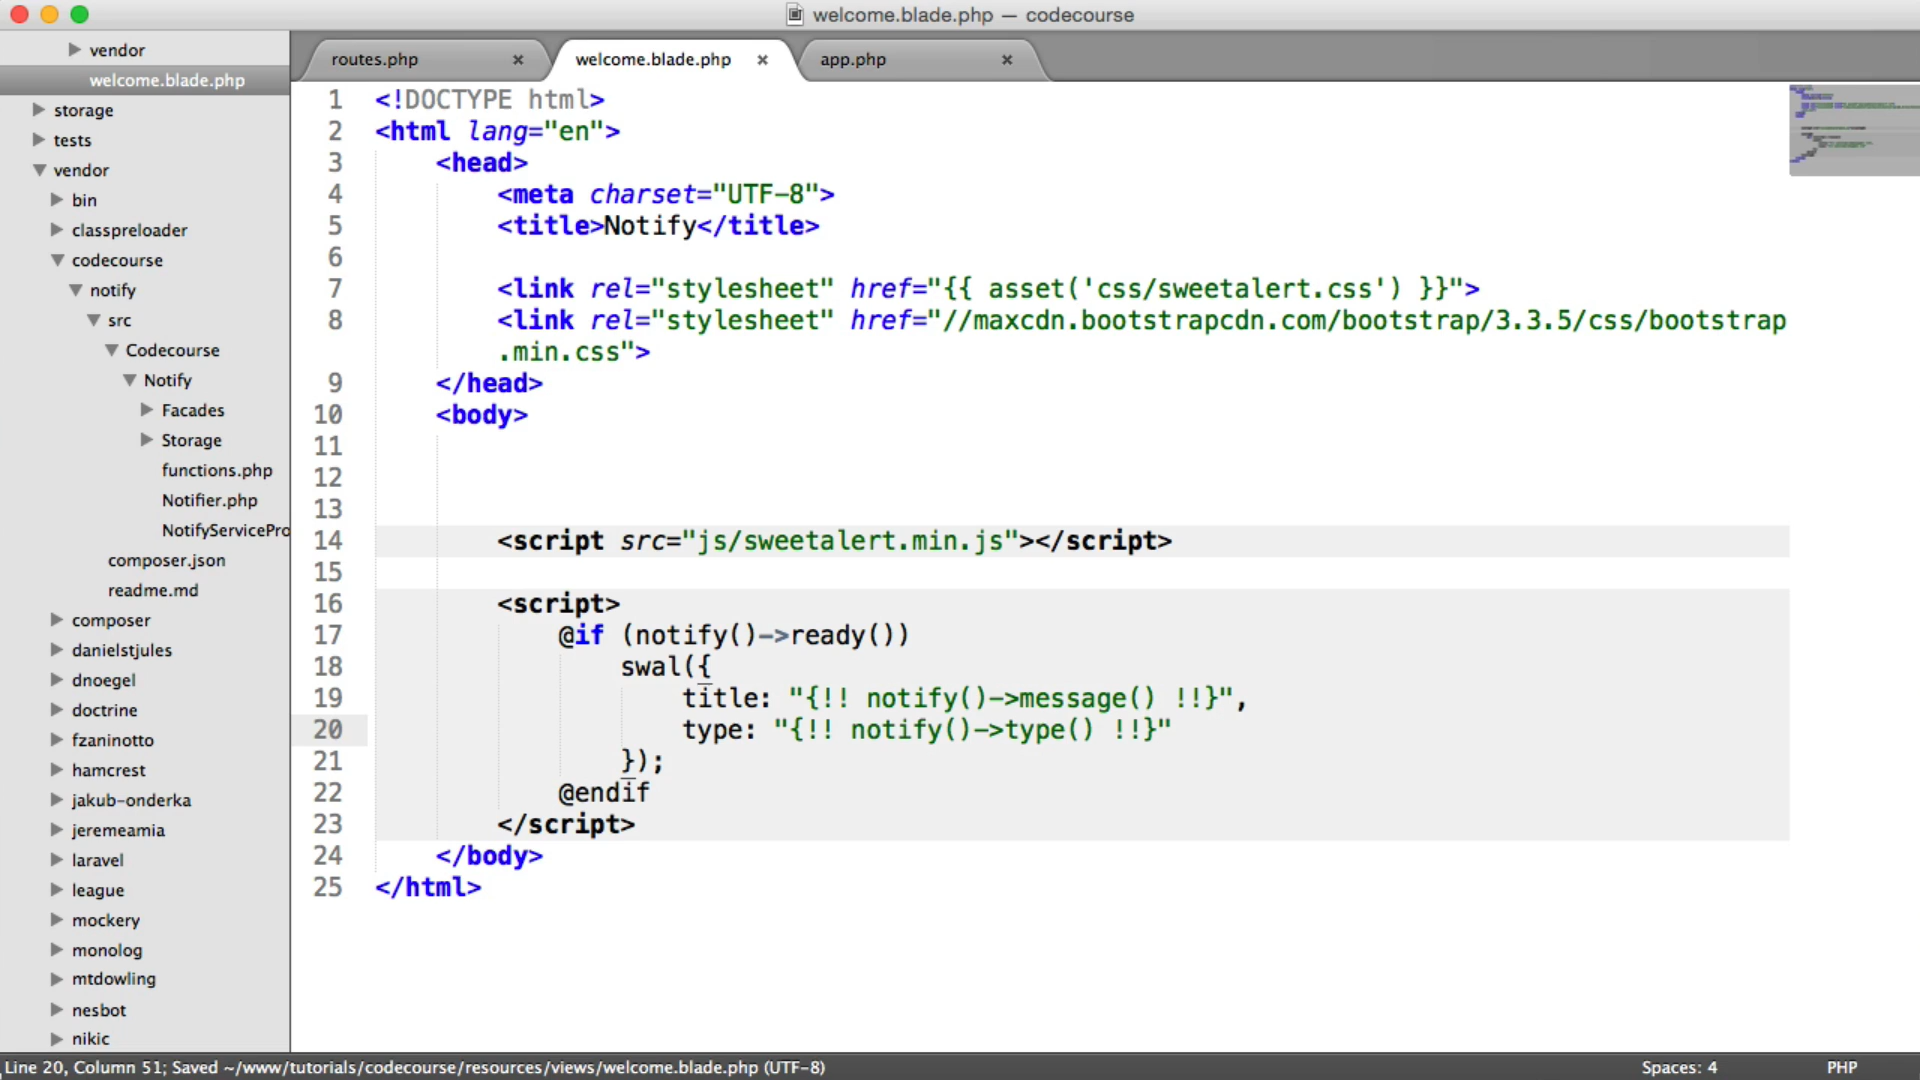 welcome.blade.php — codecourse
vendor
welcome.blade.php
storage
tests
vendor
bin
classpreloader
codecourse
notify
src
Codecourse
Notify
Facades
Storage
functions.php
Notifier.php
NotifyServicePro
composer.json
readme.md
composer
danielstjules
dnoegel
doctrine
fzaninotto
hamcrest
jakub-onderka
jeremeamia
laravel
league
mockery
monolog
mtdowling
nesbot
nikic
routes.php × welcome.blade.php × app.php ×
1 <!DOCTYPE html>
2 <html lang="en">
3 <head>
4 <meta charset="UTF-8">
5 <title>Notify</title>
6
7 <link rel="stylesheet" href="{{ asset('css/sweetalert.css') }}">
8 <link rel="stylesheet" href="//maxcdn.bootstrapcdn.com/bootstrap/3.3.5/css/bootstrap
.min.css">
9 </head>
10 <body>
11
12
13
14 <script src="js/sweetalert.min.js"></script>
15
16 <script>
17 @if (notify()->ready())
18 swal({
19 title: "{!! notify()->message() !!}",
20 type: "{!! notify()->type() !!}"
21 });
22 @endif
23 </script>
24 </body>
25 </html>
Line 20, Column 51; Saved ~/www/tutorials/codecourse/resources/views/welcome.blade.php (UTF-8)
Spaces: 4
PHP